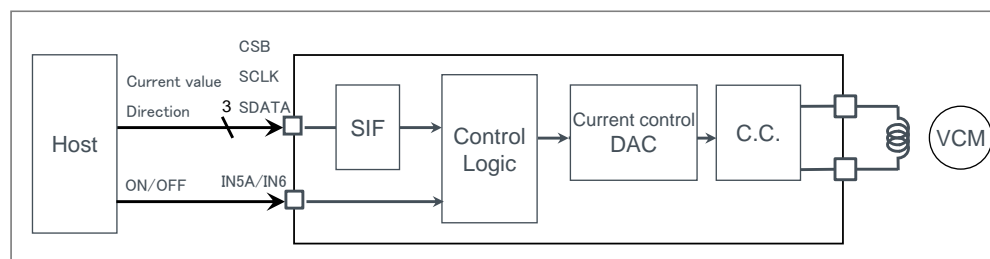 CSB
Current value
SCLK
Direction
3
SDATA
Host
SIF
Control
Logic
Current control
DAC
C.C.
VCM
ON/OFF
IN5A/IN6